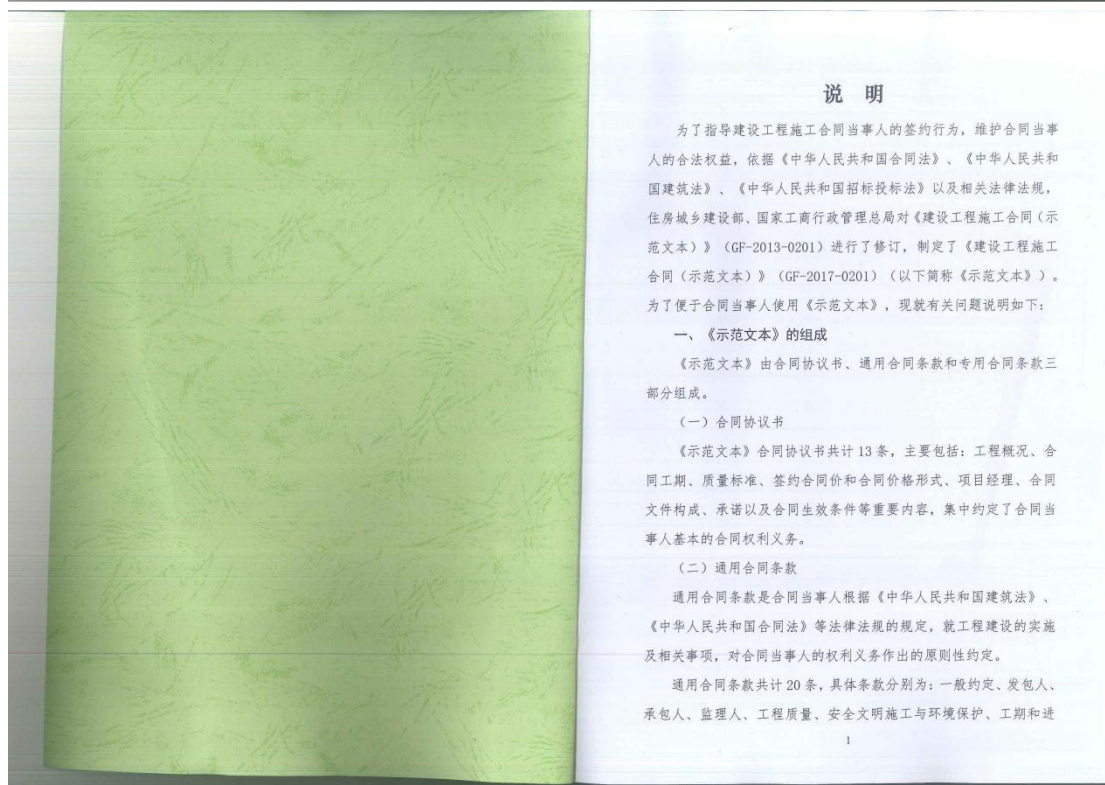 说 明
为了指导建设工程施工合同当事人的签约行为，维护合同当事
人的合法权益，依据《中华人民共和国合同法》、《中华人民共和
国建筑法》、《中华人民共和国招标投标法》以及相关法律法规，
住房城乡建设部、国家工商行政管理总局对《建设工程施工合同（示
范文本）》（GF-2013-0201）进行了修订，制定了《建设工程施工
合同（示范文本）》（GF-2017-0201）（以下简称《示范文本》）。
为了便于合同当事人使用《示范文本》，现就有关问题说明如下：
一、《示范文本》的组成
《示范文本》由合同协议书、通用合同条款和专用合同条款三
部分组成。
（一）合同协议书
《示范文本》合同协议书共计 13 条，主要包括：工程概况、合
同工期、质量标准、签约合同价和合同价格形式、项目经理、合同
文件构成、承诺以及合同生效条件等重要内容，集中约定了合同当
事人基本的合同权利义务。
（二）通用合同条款
通用合同条款是合同当事人根据《中华人民共和国建筑法》、
《中华人民共和国合同法》等法律法规的规定，就工程建设的实施
及相关事项，对合同当事人的权利义务作出的原则性约定。
通用合同条款共计 20 条，具体条款分别为：一般约定、发包人、
承包人、监理人、工程质量、安全文明施工与环境保护、工期和进
1